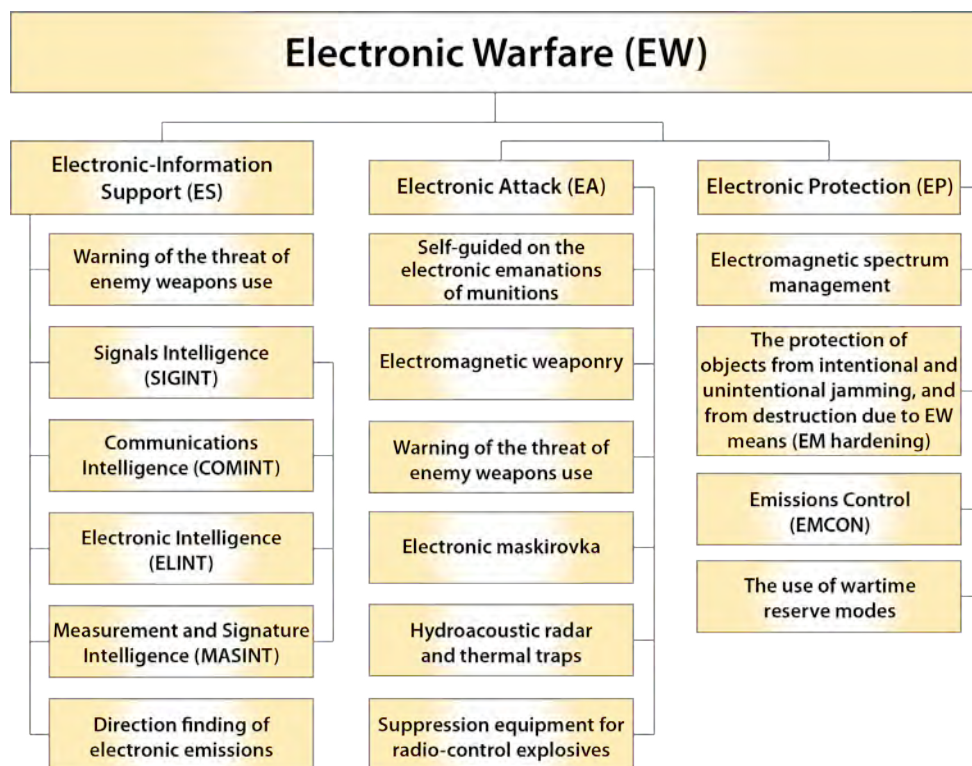 Electronic Warfare (EW)
Electronic-Information
Support (ES)
Warning of the threat of
enemy weapons use
Signals Intelligence
(SIGINT)
Communications
Intelligence (COMINT)
Electronic Intelligence
(ELINT)
Measurement and Signature
Intelligence (MASINT)
Direction finding of
electronic emissions
Electronic Attack (EA)
Self-guided on the
electronic emanations
of munitions
Electromagnetic weaponry
Warning of the threat of
enemy weapons use
Electronic maskirovka
Hydroacoustic radar
and thermal traps
Suppression equipment for
radio-control explosives
Electronic Protection (EP)
Electromagnetic spectrum
management
The protection of
objects from intentional and
unintentional jamming, and
from destruction due to EW
means (EM hardening)
Emissions Control
(EMCON)
The use of wartime
reserve modes